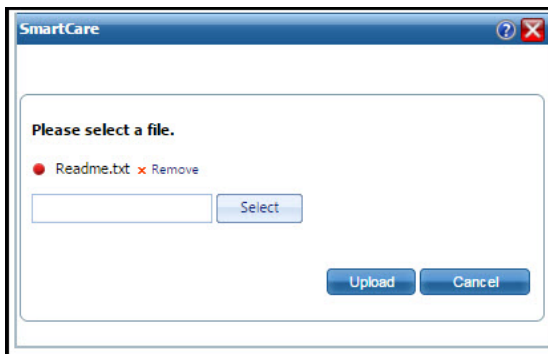 SmartCare
Please select a file.
Readme.txt x Remove
Select
Upload Cancel